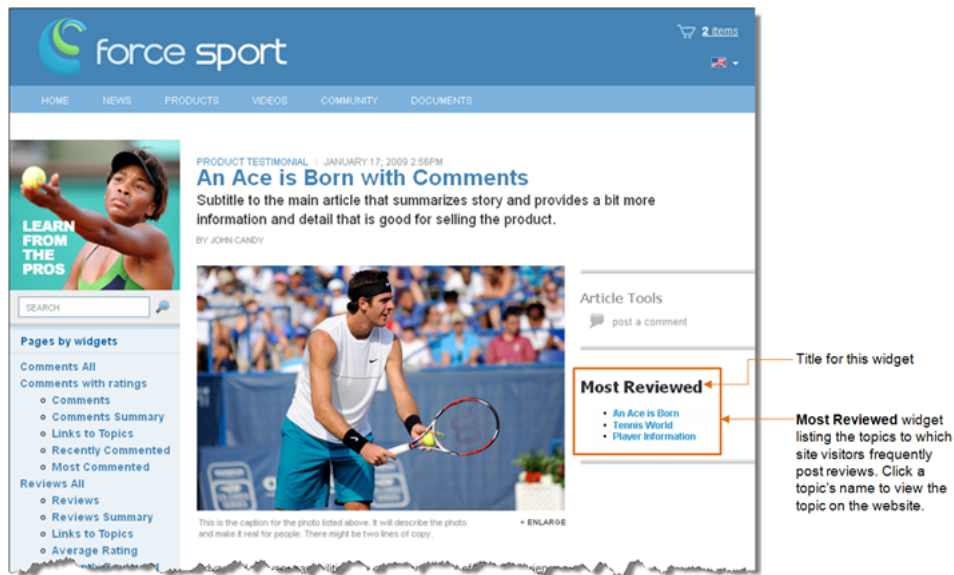 force sport
2 items
HOME NEWS PRODUCTS VIDEOS COMMUNITY DOCUMENTS
LEARN
FROM
THE
PROS
SEARCH
Pages by widgets
Comments All
Comments with ratings
Comments
Comments Summary
Links to Topics
Recently Commented
Most Commented
Reviews All
Reviews
Reviews Summary
Links to Topics
Average Rating
PRODUCT TESTIMONIAL | JANUARY 17, 2009 2:56PM
An Ace is Born with Comments
Subtitle to the main article that summarizes story and provides a bit more
information and detail that is good for selling the product.
BY JOHN CANDY
This is the caption for the photo listed above. It will describe the photo
and make it real for people. There might be two lines of copy.
+ ENLARGE
Article Tools
post a comment
Most Reviewed
An Ace is Born
Tennis World
Player Information
Title for this widget
Most Reviewed widget
listing the topics to which
site visitors frequently
post reviews. Click a
topic's name to view the
topic on the website.